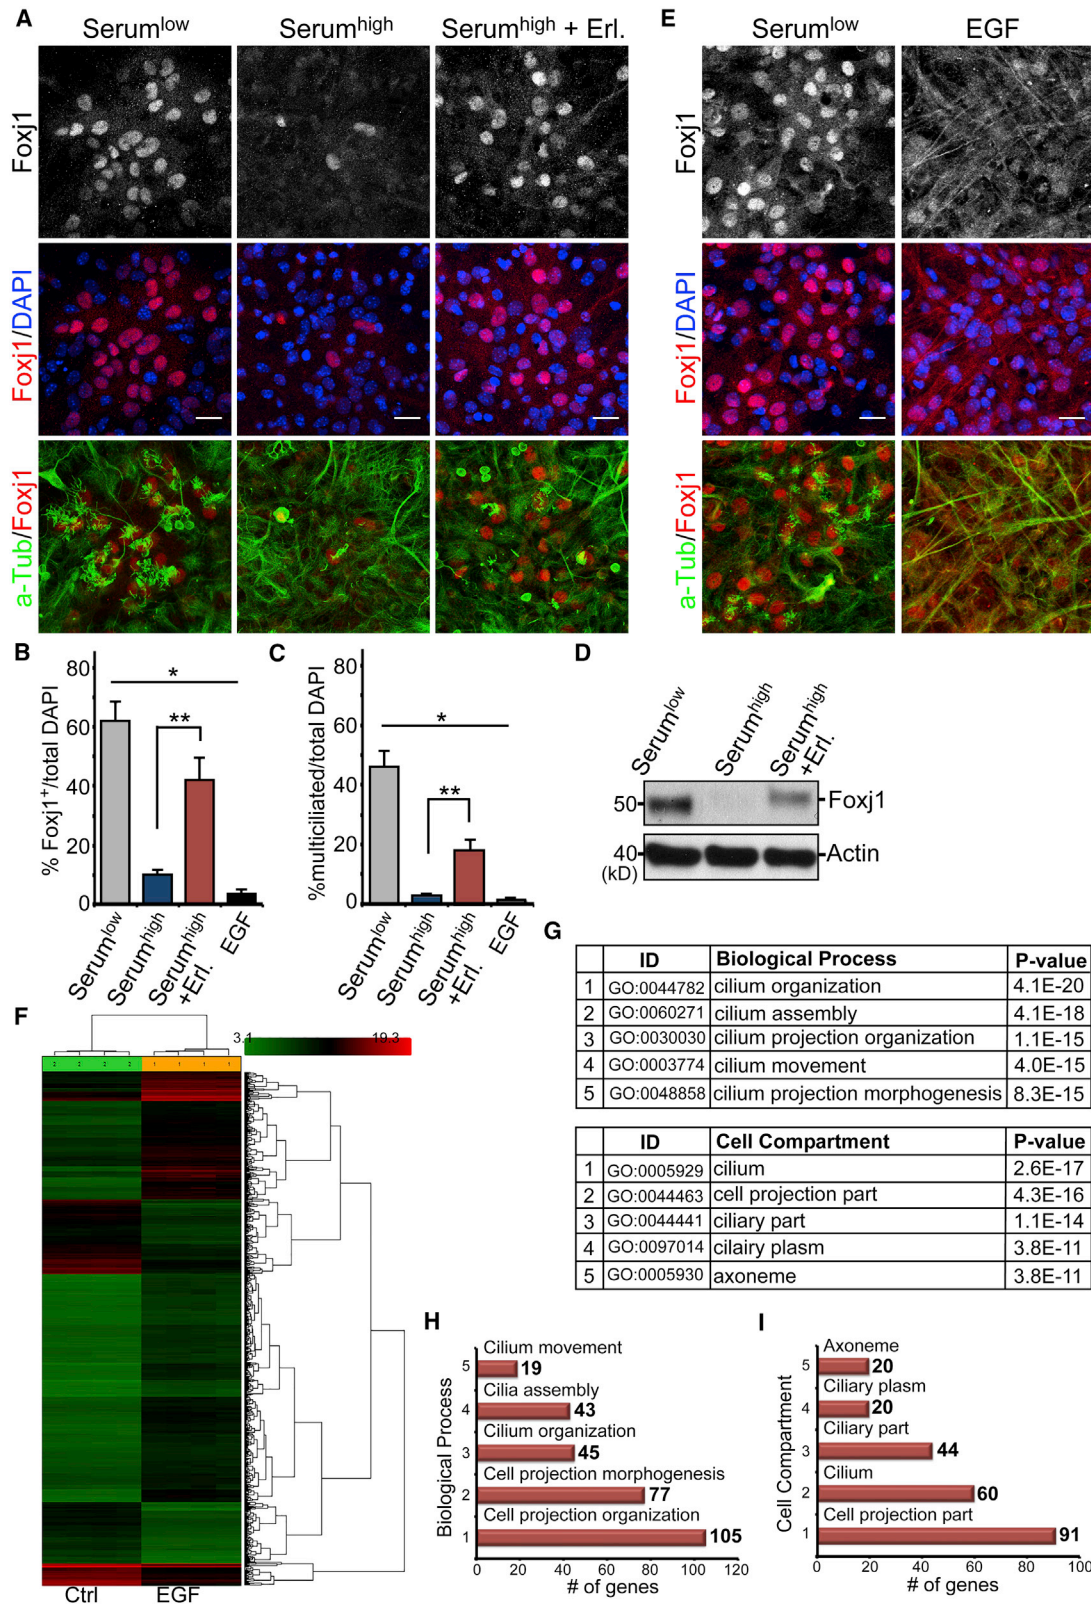 A
Serumlow
Serumhigh
Serumhigh + Erl.
Foxj1
Foxj1/DAPI
a-Tub/Foxj1
E
Serumlow
EGF
Foxj1
Foxj1/DAPI
a-Tub/Foxj1
B
% Foxj1+/total DAPI
80
60
40
20
0
*
**
Serumlow
Serumhigh
Serumhigh
+Erl.
EGF
C
%multiciliated/total DAPI
80
60
40
20
0
*
**
Serumlow
Serumhigh
Serumhigh
+Erl.
EGF
D
Serumlow
Serumhigh
Serumhigh
+Erl.
50
Foxj1
40
(kD)
Actin
F
3.1
19.3
2 2 2 2 1 1 1 1
Ctrl
EGF
G
ID Biological Process P-value
1 GO:0044782 cilium organization 4.1E-20
2 GO:0060271 cilium assembly 4.1E-18
3 GO:0030030 cilium projection organization 1.1E-15
4 GO:0003774 cilium movement 4.0E-15
5 GO:0048858 cilium projection morphogenesis 8.3E-15
ID Cell Compartment P-value
1 GO:0005929 cilium 2.6E-17
2 GO:0044463 cell projection part 4.3E-16
3 GO:0044441 ciliary part 1.1E-14
4 GO:0097014 cilairy plasm 3.8E-11
5 GO:0005930 axoneme 3.8E-11
H
Biological Process
Cilium movement
5 19
Cilia assembly
4 43
Cilium organization
3 45
Cell projection morphogenesis
2 77
Cell projection organization
1 105
0 20 40 60 80 100 120
# of genes
I
Cell Compartment
Axoneme
5 20
Ciliary plasm
4 20
Ciliary part
3 44
Cilium
2 60
Cell projection part
1 91
0 20 40 60 80 100
# of genes